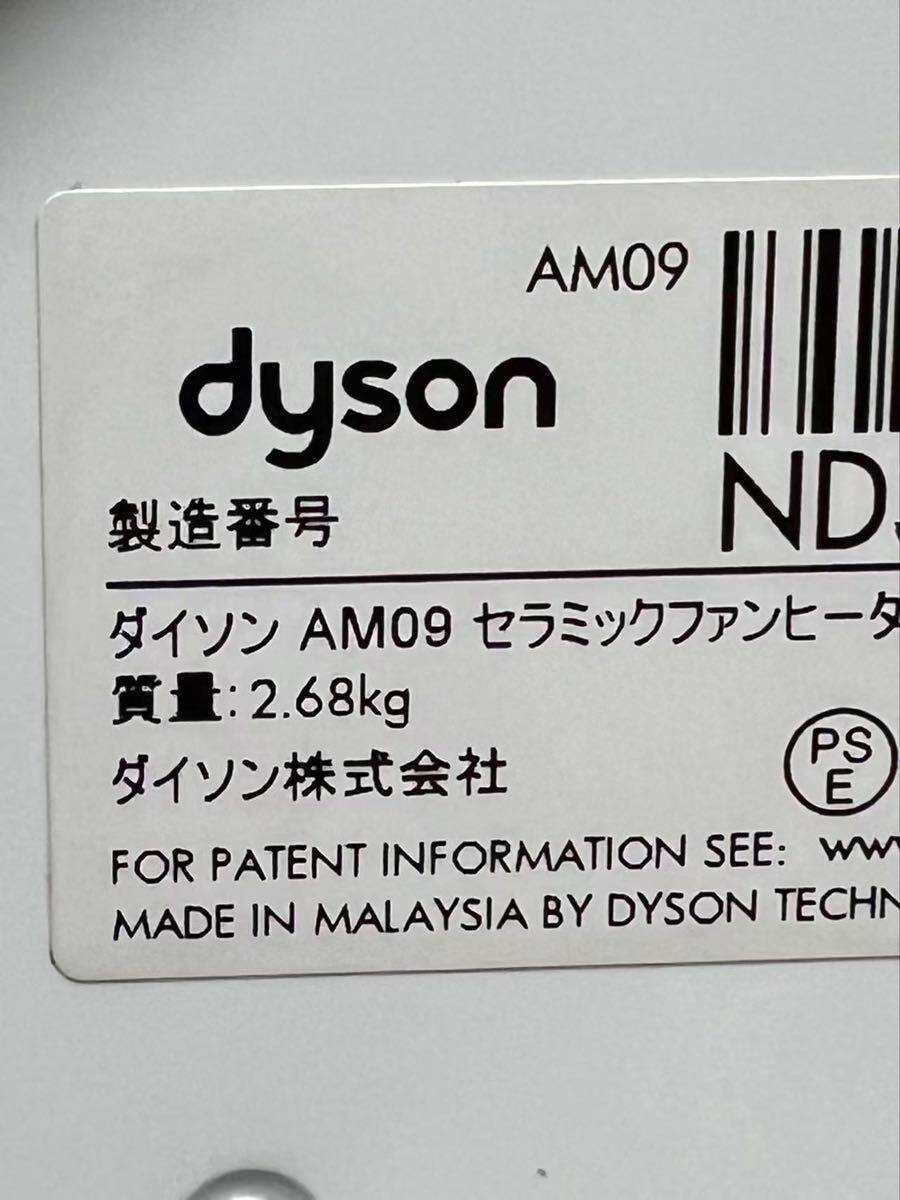 AM09
dyson
製造番号
ND
ダイソン AM09 セラミックファンヒータ
質量:2.68kg
ダイソン株式会社
PS
E
FOR PATENT INFORMATION SEE: www
MADE IN MALAYSIA BY DYSON TECHN